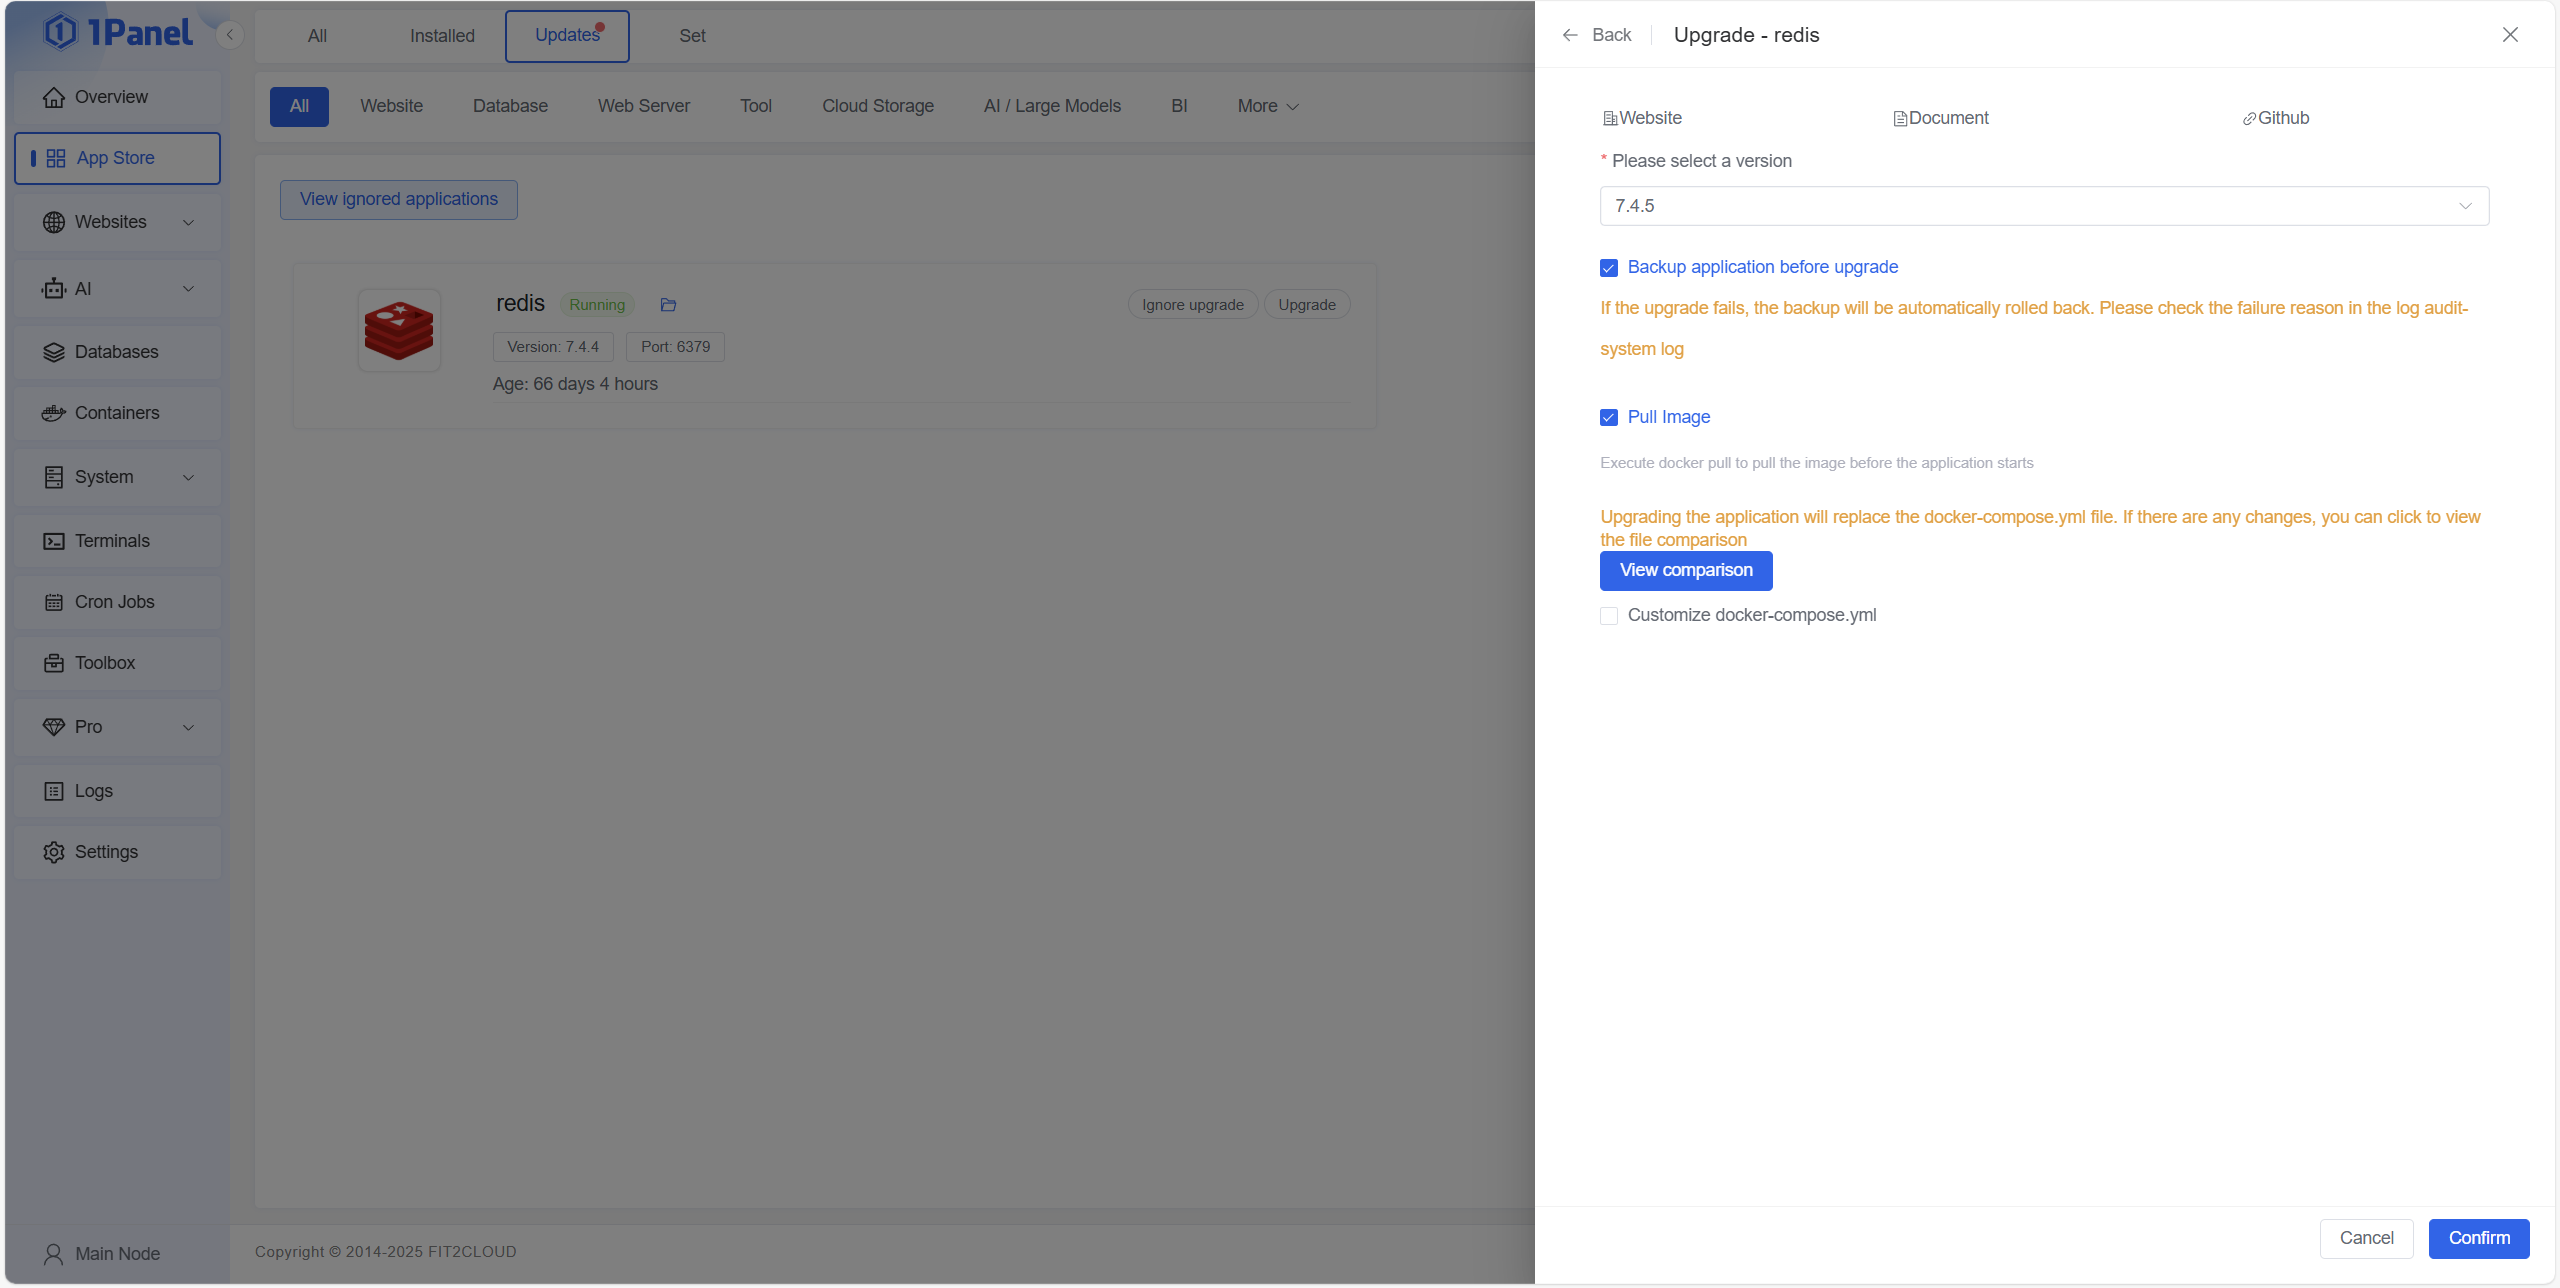 1Panel
Overview
App Store
Websites
AI
Databases
Containers
System
Terminals
Cron Jobs
Toolbox
Pro
Logs
Settings
Main Node
All Installed Updates Set
All Website Database Web Server Tool Cloud Storage AI / Large Models BI More
View ignored applications
redis Running Ignore upgrade Upgrade
Version: 7.4.4 Port: 6379
Age: 66 days 4 hours
Copyright © 2014-2025 FIT2CLOUD
Back Upgrade - redis
Website Document Github
* Please select a version
7.4.5
Backup application before upgrade
If the upgrade fails, the backup will be automatically rolled back. Please check the failure reason in the log audit-
system log
Pull Image
Execute docker pull to pull the image before the application starts
Upgrading the application will replace the docker-compose.yml file. If there are any changes, you can click to view
the file comparison
View comparison
Customize docker-compose.yml
Cancel Confirm